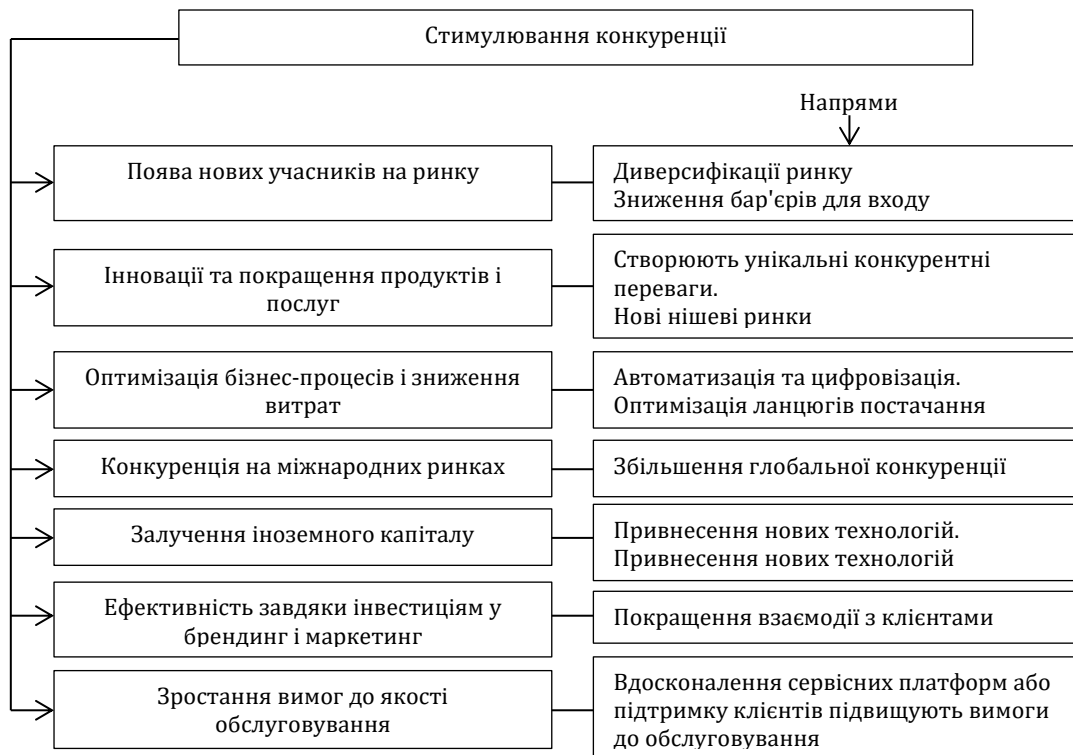 Стимулювання конкуренції
Напрями
Поява нових учасників на ринку
Диверсифікації ринку
Зниження бар'єрів для входу
Інновації та покращення продуктів і
послуг
Створюють унікальні конкурентні
переваги.
Нові нішеві ринки
Оптимізація бізнес-процесів і зниження
витрат
Автоматизація та цифровізація.
Оптимізація ланцюгів постачання
Конкуренція на міжнародних ринках
Збільшення глобальної конкуренції
Залучення іноземного капіталу
Привнесення нових технологій.
Привнесення нових технологій
Ефективність завдяки інвестиціям у
брендинг і маркетинг
Покращення взаємодії з клієнтами
Зростання вимог до якості
обслуговування
Вдосконалення сервісних платформ або
підтримку клієнтів підвищують вимоги
до обслуговування